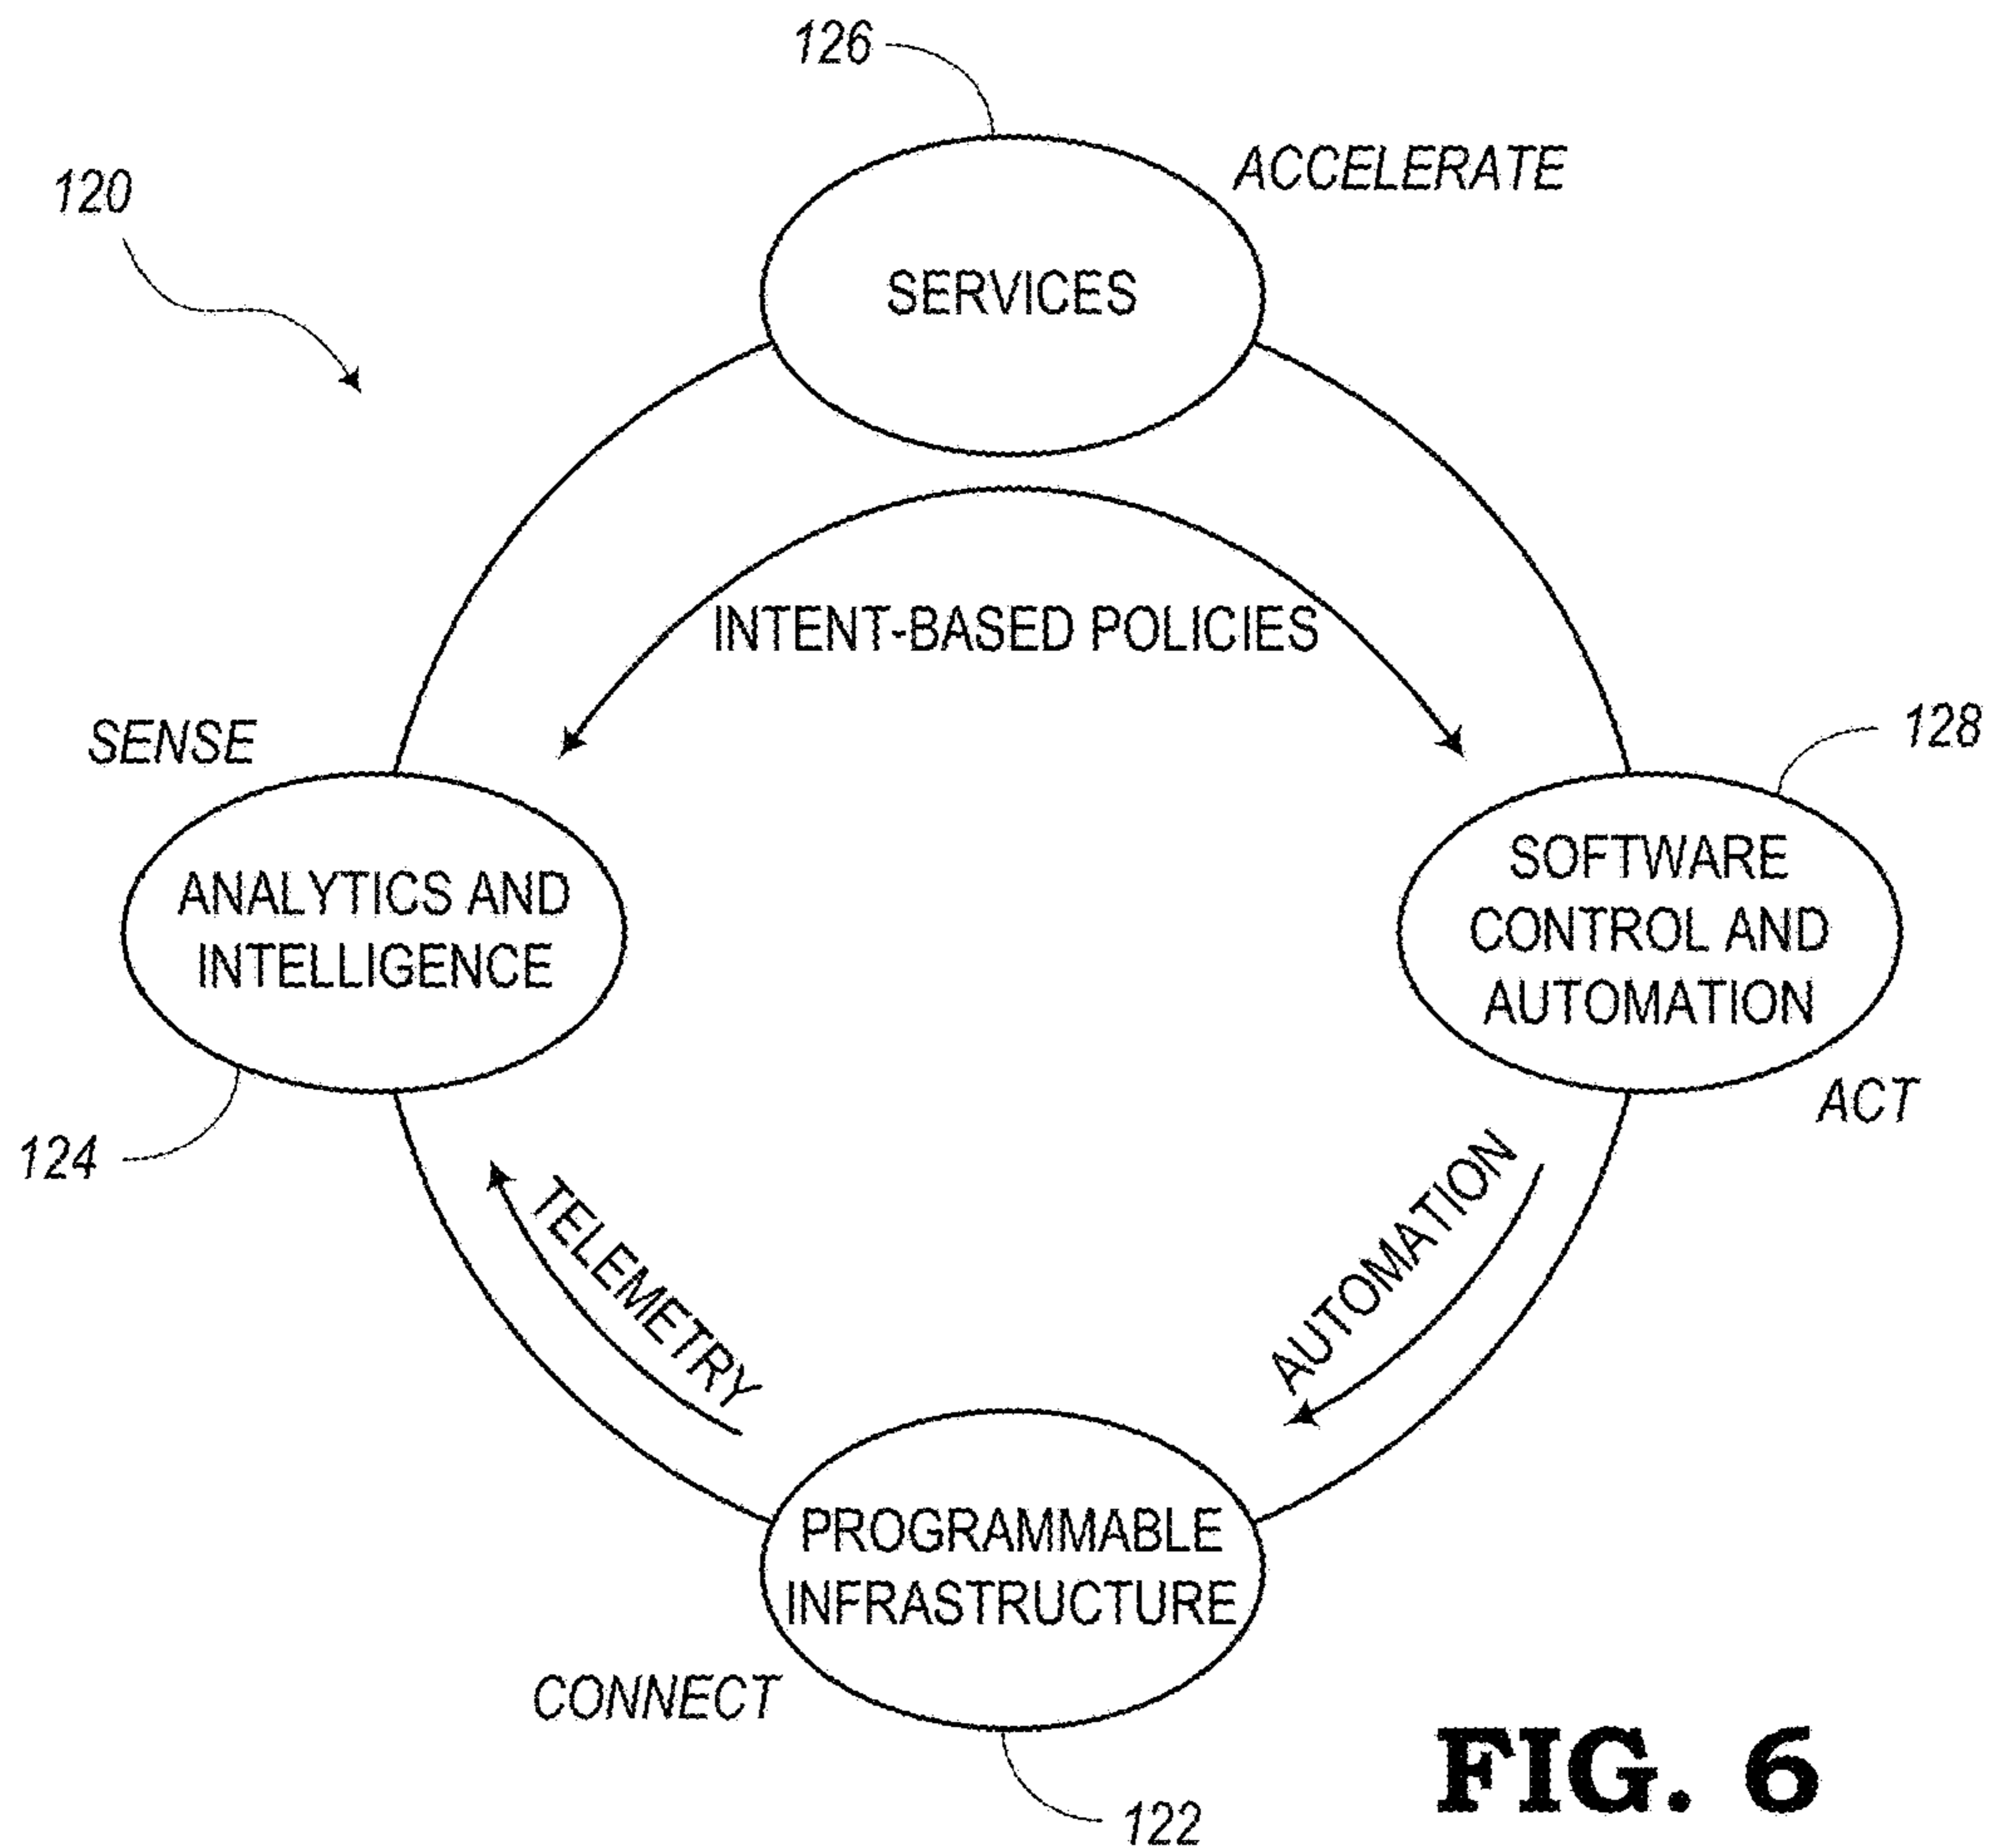 126
ACCELERATE
120
SERVICES
INTENT-BASED POLICIES
SENSE
128
ANALYTICS AND
INTELLIGENCE
SOFTWARE
CONTROL AND
AUTOMATION
ACT
124
TELEMETRY
AUTOMATION
PROGRAMMABLE
INFRASTRUCTURE
CONNECT
122
FIG. 6